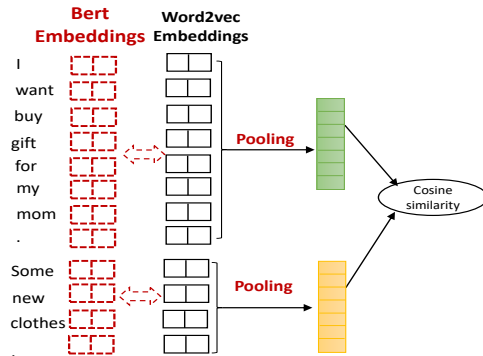 Bert
Embeddings
Word2vec
Embeddings
I
want
buy
gift
for
my
mom
.
Pooling
Cosine
similarity
Some
new
clothes
.
Pooling